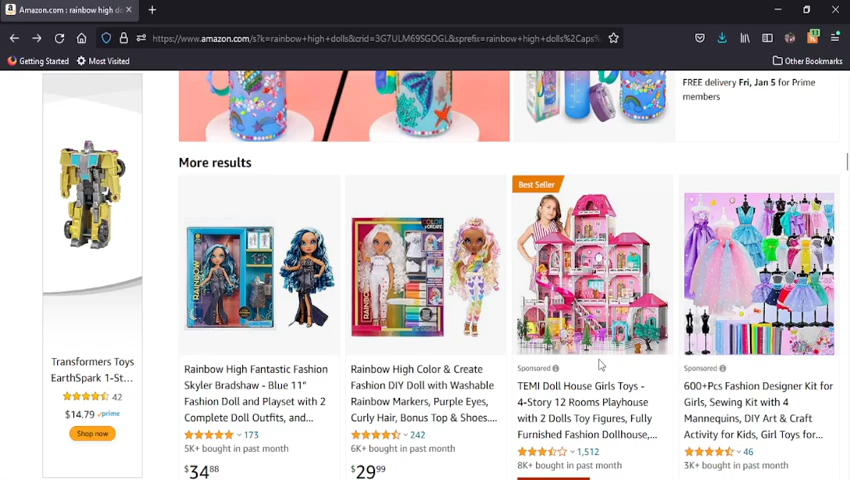 Amazon.com : rainbow high d
https://www.amazon.com/s?k=rainbow+high+dolls&crid=3G7ULM69SGOGL&sprefix=rainbow+high+dolls%2Caps%
Getting Started
Most Visited
Other Bookmarks
FREE delivery Fri, Jan 5 for Prime
members
More results
Best Seller
Transformers Toys
EarthSpark 1-St...
42
$14.79 prime
Shop now
Rainbow High Fantastic Fashion
Skyler Bradshaw - Blue 11"
Fashion Doll and Playset with 2
Complete Doll Outfits, and...
173
5K+ bought in past month
$34 88
Rainbow High Color & Create
Fashion DIY Doll with Washable
Rainbow Markers, Purple Eyes,
Curly Hair, Bonus Top & Shoes....
242
6K+ bought in past month
$29 99
Sponsored
TEMI Doll House Girls Toys -
4-Story 12 Rooms Playhouse
with 2 Dolls Toy Figures, Fully
Furnished Fashion Dollhouse,...
1,512
8K+ bought in past month
Sponsored
600+Pcs Fashion Designer Kit for
Girls, Sewing Kit with 4
Mannequins, DIY Art & Craft
Activity for Kids, Girl Toys for...
46
3K+ bought in past month